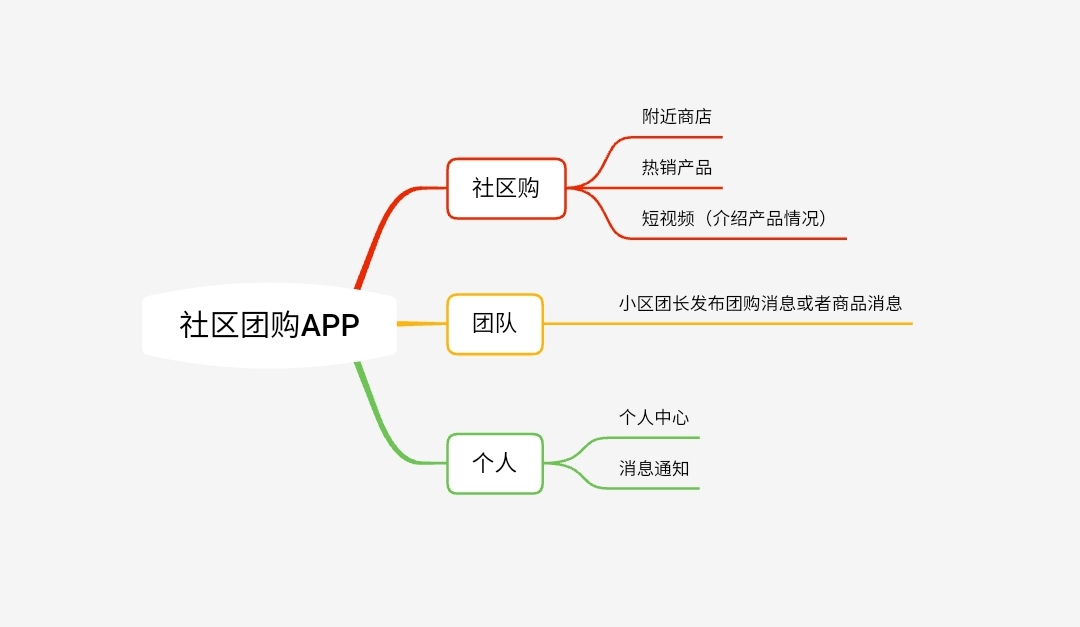 附近商店
热销产品
社区购
短视频（介绍产品情况）
社区团购APP
小区团长发布团购消息或者商品消息
团队
个人中心
个人
消息通知